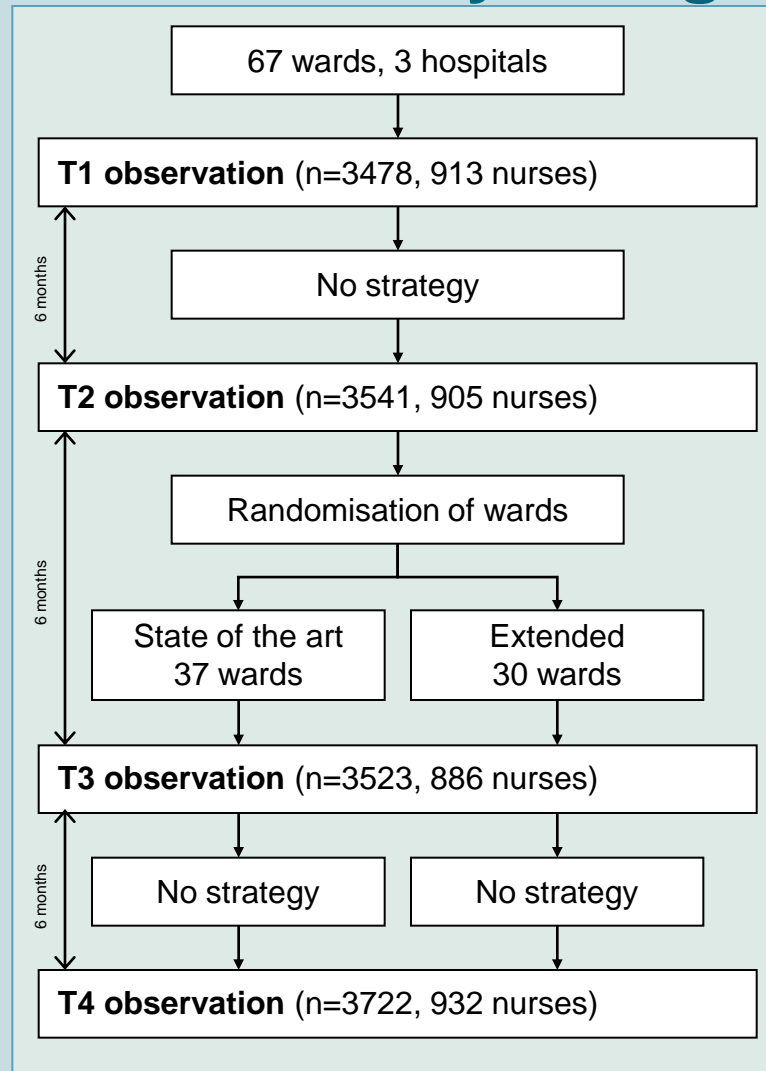 67 wards, 3 hospitals
T1 observation (n=3478, 913 nurses)
6 months
No strategy
T2 observation (n=3541, 905 nurses)
Randomisation of wards
6 months
State of the art
37 wards
Extended
30 wards
T3 observation (n=3523, 886 nurses)
6 months
No strategy
No strategy
T4 observation (n=3722, 932 nurses)